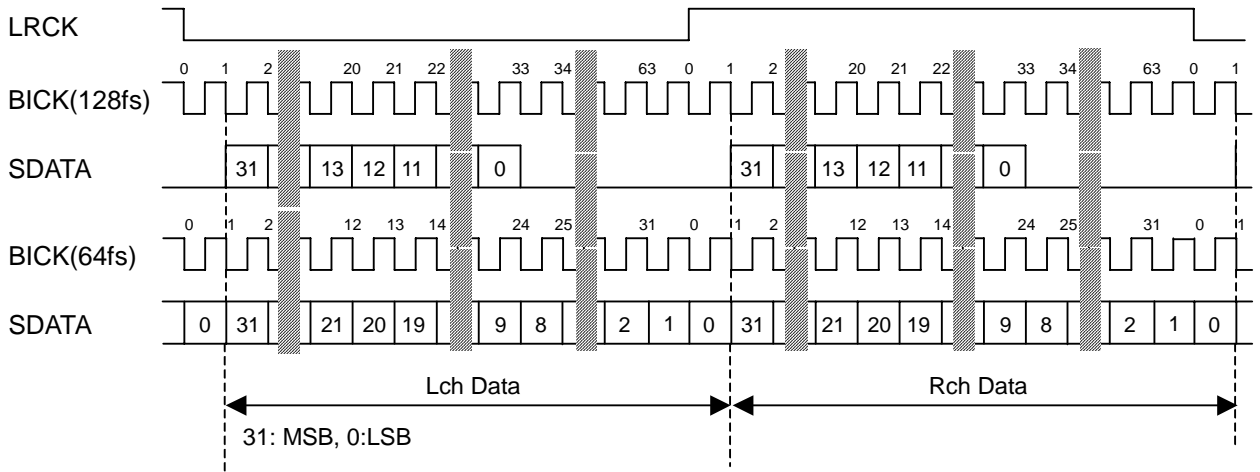 LRCK
0 1 2 20 21 22 33 34 63 0 1 2 20 21 22 33 34 63 0 1
BICK(128fs)
SDATA 31 13 12 11 0 31 13 12 11 0
0 1 2 12 13 14 24 25 31 0 1 2 12 13 14 24 25 31 0 1
BICK(64fs)
SDATA 0 31 21 20 19 9 8 2 1 0 31 21 20 19 9 8 2 1 0
Lch Data Rch Data
31: MSB, 0:LSB